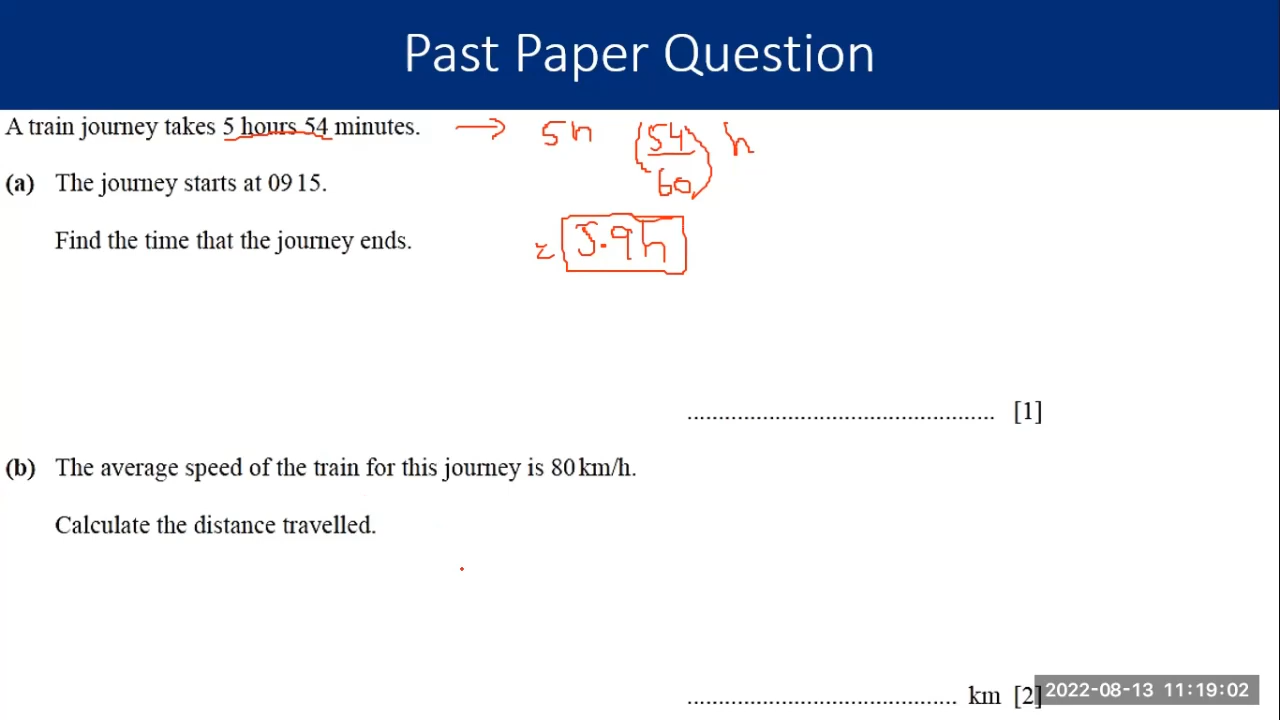 Past Paper Question
A train journey takes 5 hours 54 minutes. → 5h (54/60) h
(a) The journey starts at 09 15.
Find the time that the journey ends.
= 5.9h
................................................. [1]
(b) The average speed of the train for this journey is 80 km/h.
Calculate the distance travelled.
........................................... km [2]
2022-08-13 11:19:02